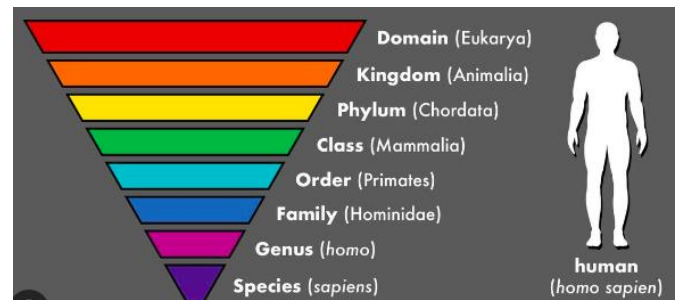 Domain (Eukarya)
Kingdom (Animalia)
Phylum (Chordata)
Class (Mammalia)
Order (Primates)
Family (Hominidae)
Genus (homo)
Species (sapiens)
human
(homo sapien)